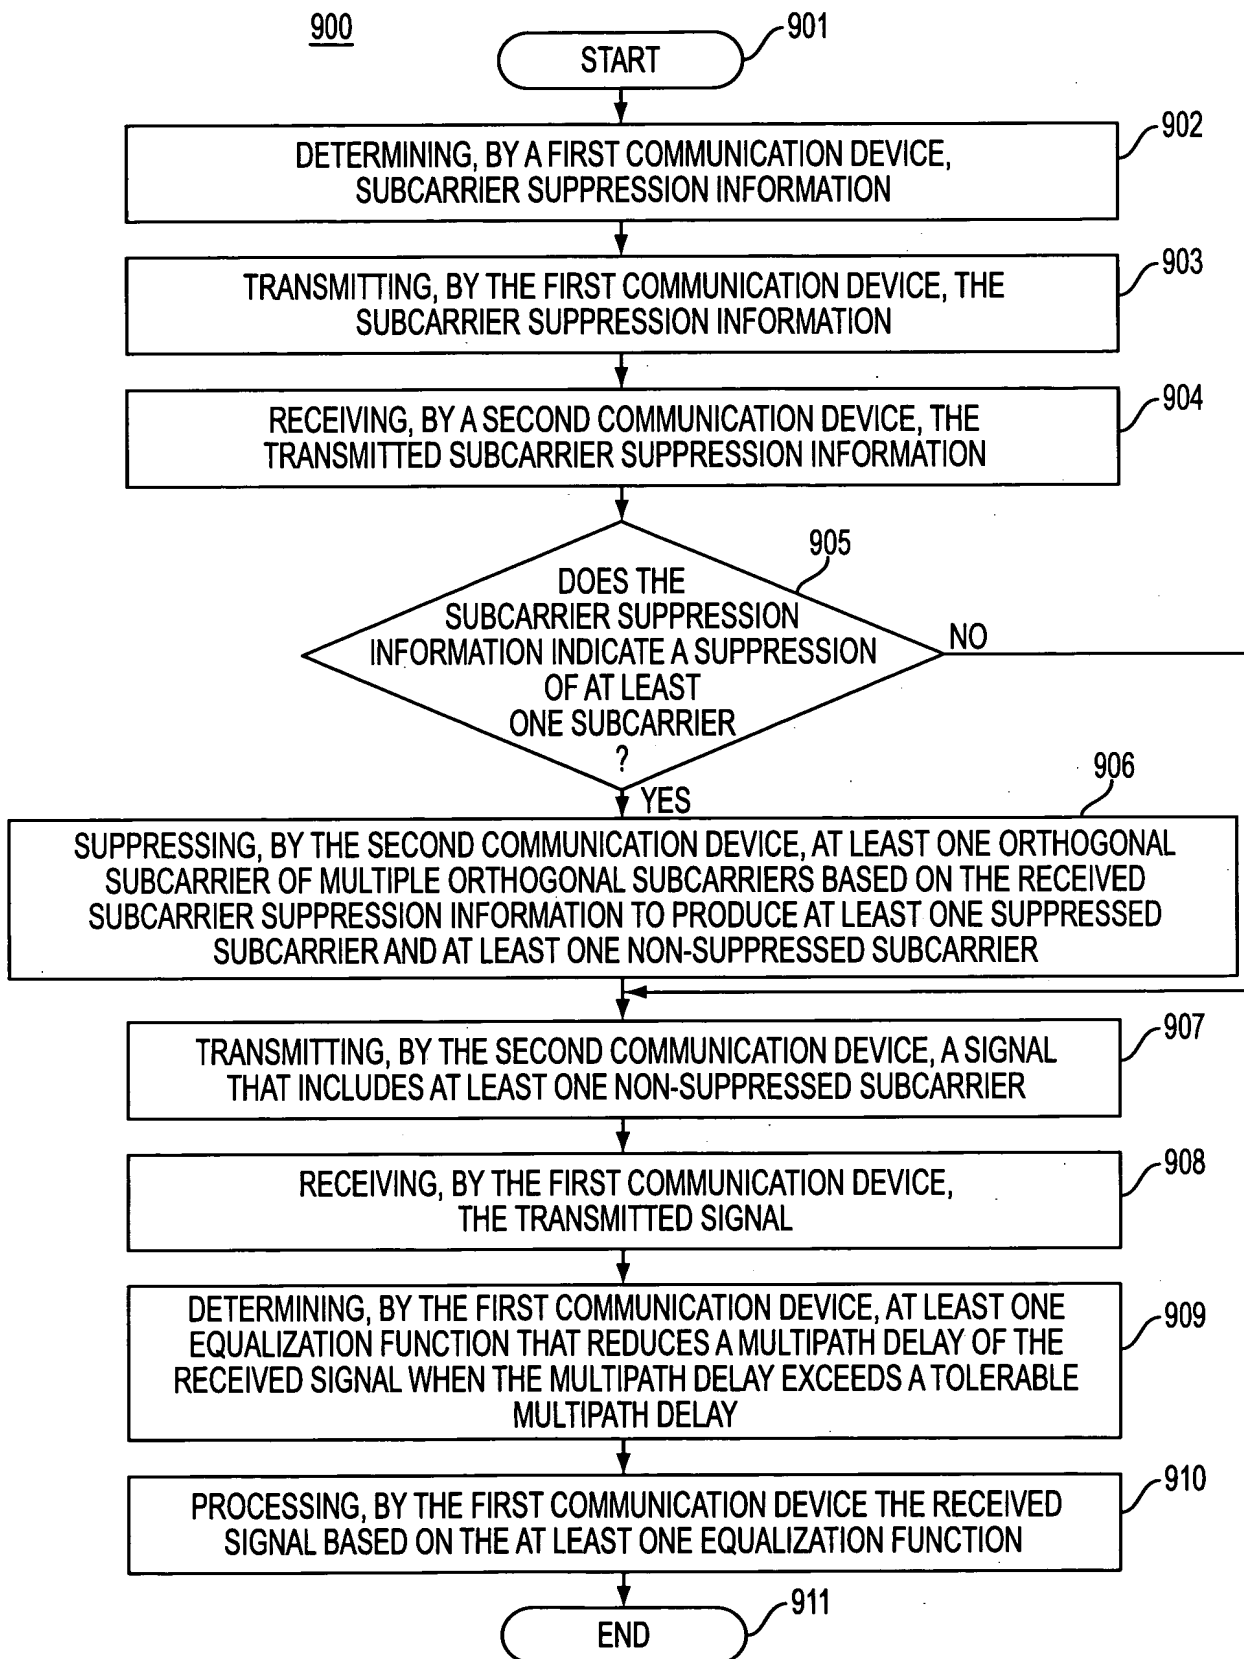 900
START
901
DETERMINING, BY A FIRST COMMUNICATION DEVICE,
SUBCARRIER SUPPRESSION INFORMATION
902
TRANSMITTING, BY THE FIRST COMMUNICATION DEVICE, THE
SUBCARRIER SUPPRESSION INFORMATION
903
RECEIVING, BY A SECOND COMMUNICATION DEVICE, THE
TRANSMITTED SUBCARRIER SUPPRESSION INFORMATION
904
DOES THE
SUBCARRIER SUPPRESSION
INFORMATION INDICATE A SUPPRESSION
OF AT LEAST
ONE SUBCARRIER
?
905
NO
YES
906
SUPPRESSING, BY THE SECOND COMMUNICATION DEVICE, AT LEAST ONE ORTHOGONAL
SUBCARRIER OF MULTIPLE ORTHOGONAL SUBCARRIERS BASED ON THE RECEIVED
SUBCARRIER SUPPRESSION INFORMATION TO PRODUCE AT LEAST ONE SUPPRESSED
SUBCARRIER AND AT LEAST ONE NON-SUPPRESSED SUBCARRIER
TRANSMITTING, BY THE SECOND COMMUNICATION DEVICE, A SIGNAL
THAT INCLUDES AT LEAST ONE NON-SUPPRESSED SUBCARRIER
907
RECEIVING, BY THE FIRST COMMUNICATION DEVICE,
THE TRANSMITTED SIGNAL
908
DETERMINING, BY THE FIRST COMMUNICATION DEVICE, AT LEAST ONE
EQUALIZATION FUNCTION THAT REDUCES A MULTIPATH DELAY OF THE
RECEIVED SIGNAL WHEN THE MULTIPATH DELAY EXCEEDS A TOLERABLE
MULTIPATH DELAY
909
PROCESSING, BY THE FIRST COMMUNICATION DEVICE THE RECEIVED
SIGNAL BASED ON THE AT LEAST ONE EQUALIZATION FUNCTION
910
END
911